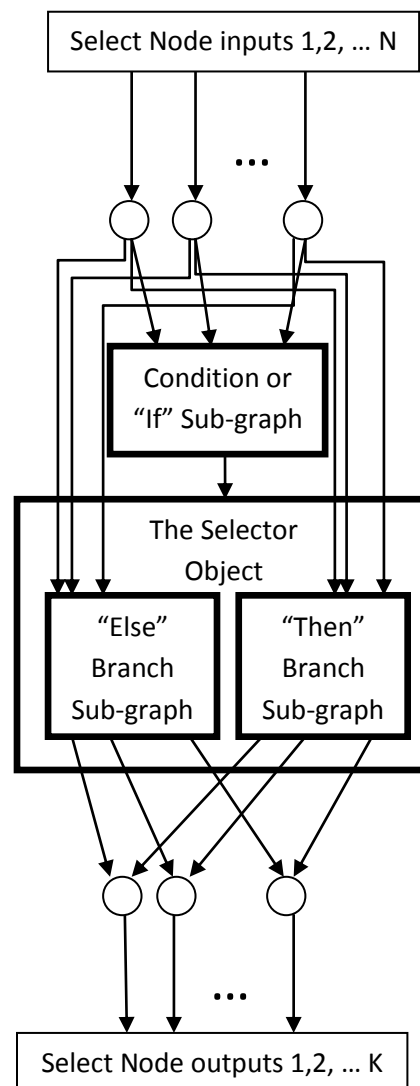 Select Node inputs 1,2, … N
…
Condition or
“If” Sub-graph
The Selector
Object
“Else”
Branch
Sub-graph
“Then”
Branch
Sub-graph
…
Select Node outputs 1,2, … K